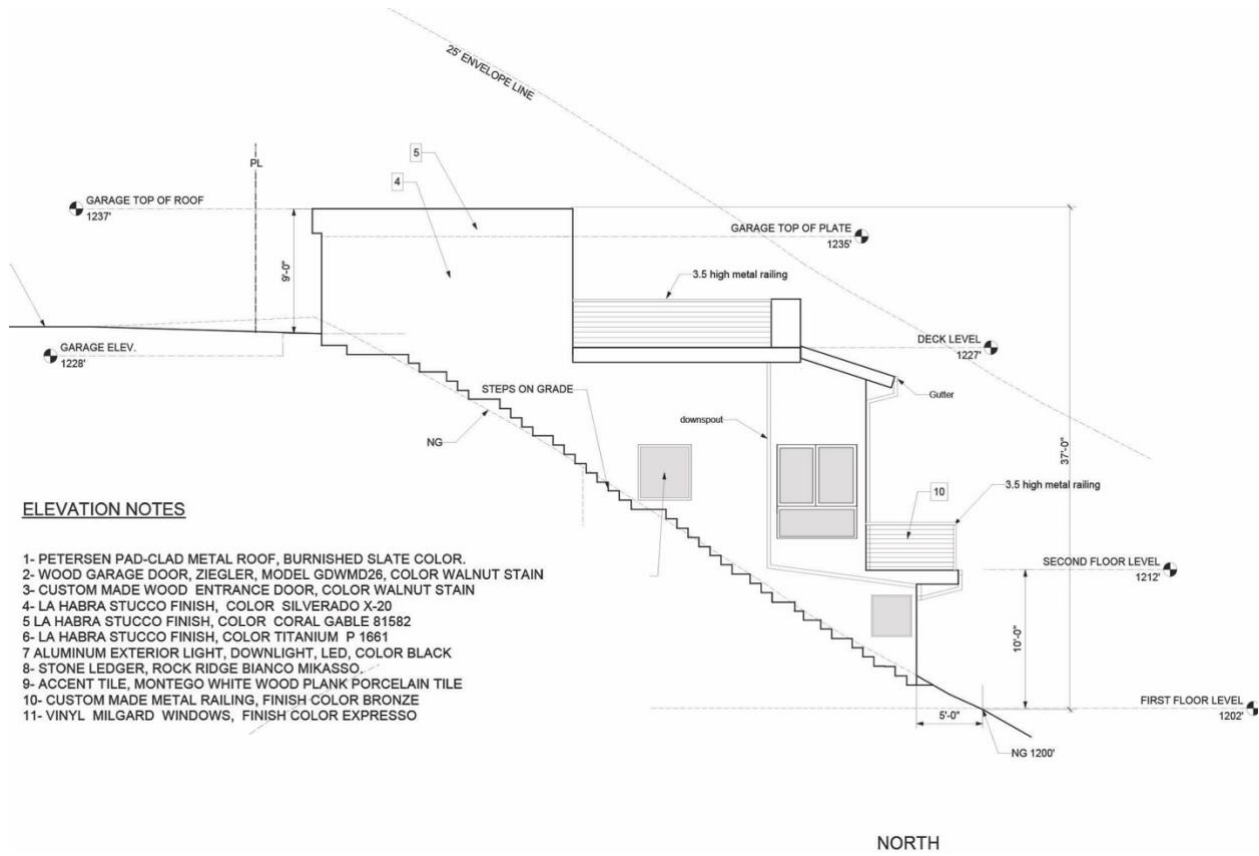 25' ENVELOPE LINE
PL
5
4
GARAGE TOP OF ROOF
1237'
GARAGE TOP OF PLATE
1235'
9'-0"
3.5 high metal railing
GARAGE ELEV.
1228'
DECK LEVEL
1227'
STEPS ON GRADE
Gutter
downspout
NG
37'-0"
10
3.5 high metal railing
ELEVATION NOTES
1- PETERSEN PAD-CLAD METAL ROOF, BURNISHED SLATE COLOR.
2- WOOD GARAGE DOOR, ZIEGLER, MODEL GDWMD26, COLOR WALNUT STAIN
3- CUSTOM MADE WOOD ENTRANCE DOOR, COLOR WALNUT STAIN
4- LA HABRA STUCCO FINISH, COLOR SILVERADO X-20
5 LA HABRA STUCCO FINISH, COLOR CORAL GABLE 81582
6- LA HABRA STUCCO FINISH, COLOR TITANIUM P 1661
7 ALUMINUM EXTERIOR LIGHT, DOWNLIGHT, LED, COLOR BLACK
8- STONE LEDGER, ROCK RIDGE BIANCO MIKASSO.
9- ACCENT TILE, MONTEGO WHITE WOOD PLANK PORCELAIN TILE
10- CUSTOM MADE METAL RAILING, FINISH COLOR BRONZE
11- VINYL MILGARD WINDOWS, FINISH COLOR EXPRESSO
SECOND FLOOR LEVEL
1212'
10'-0"
FIRST FLOOR LEVEL
1202'
5'-0"
NG 1200'
NORTH